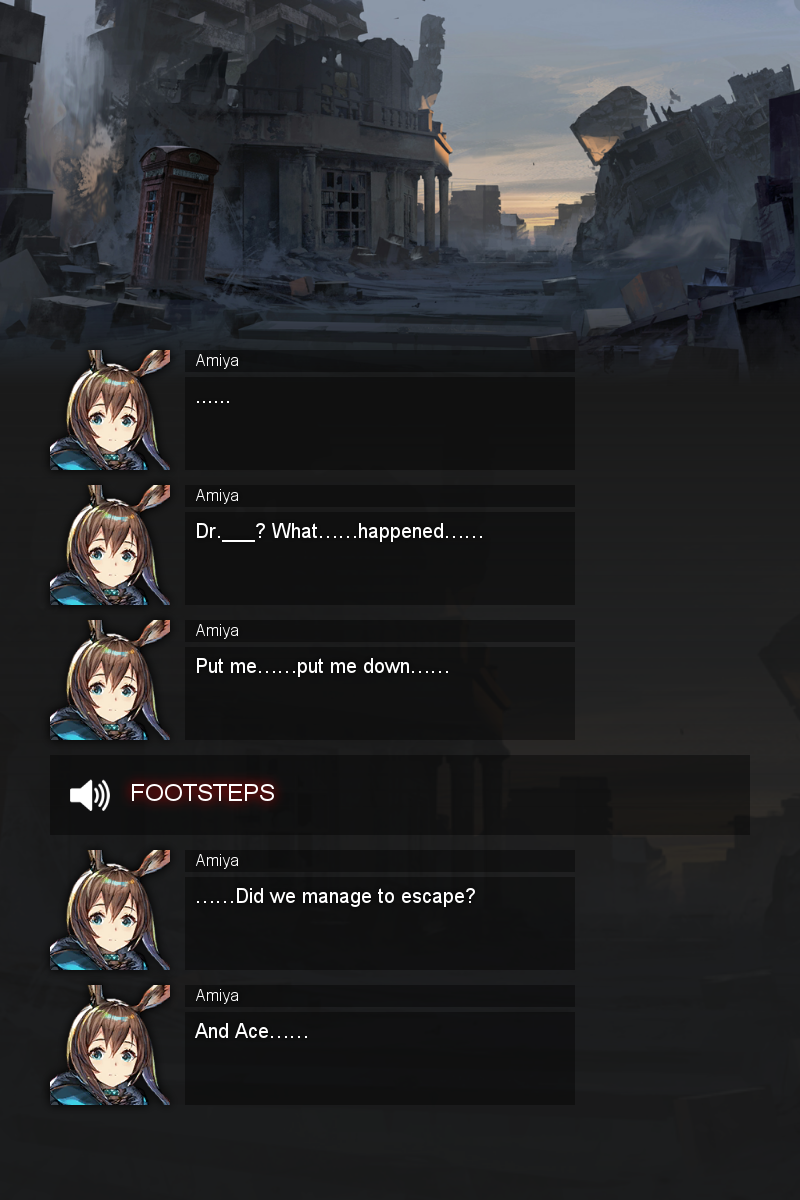 Amiya
......
Amiya
Dr.___? What......happened......
Amiya
Put me......put me down......
FOOTSTEPS
Amiya
......Did we manage to escape?
Amiya
And Ace......